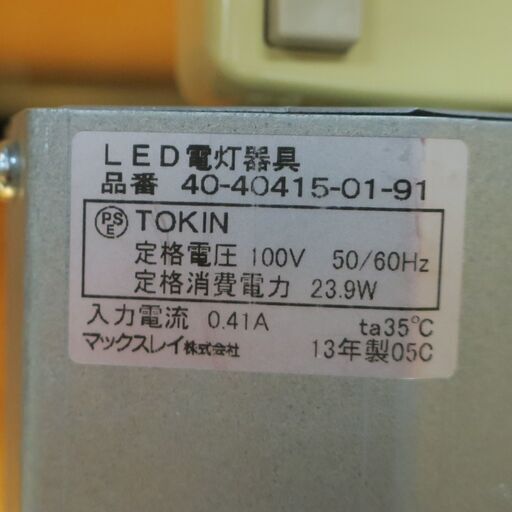 LED電灯器具
品番 40-40415-01-91
PSE TOKIN
定格電圧 100V 50/60Hz
定格消費電力 23.9W
入力電流 0.41A ta35℃
マックスレイ株式会社 13年製05C